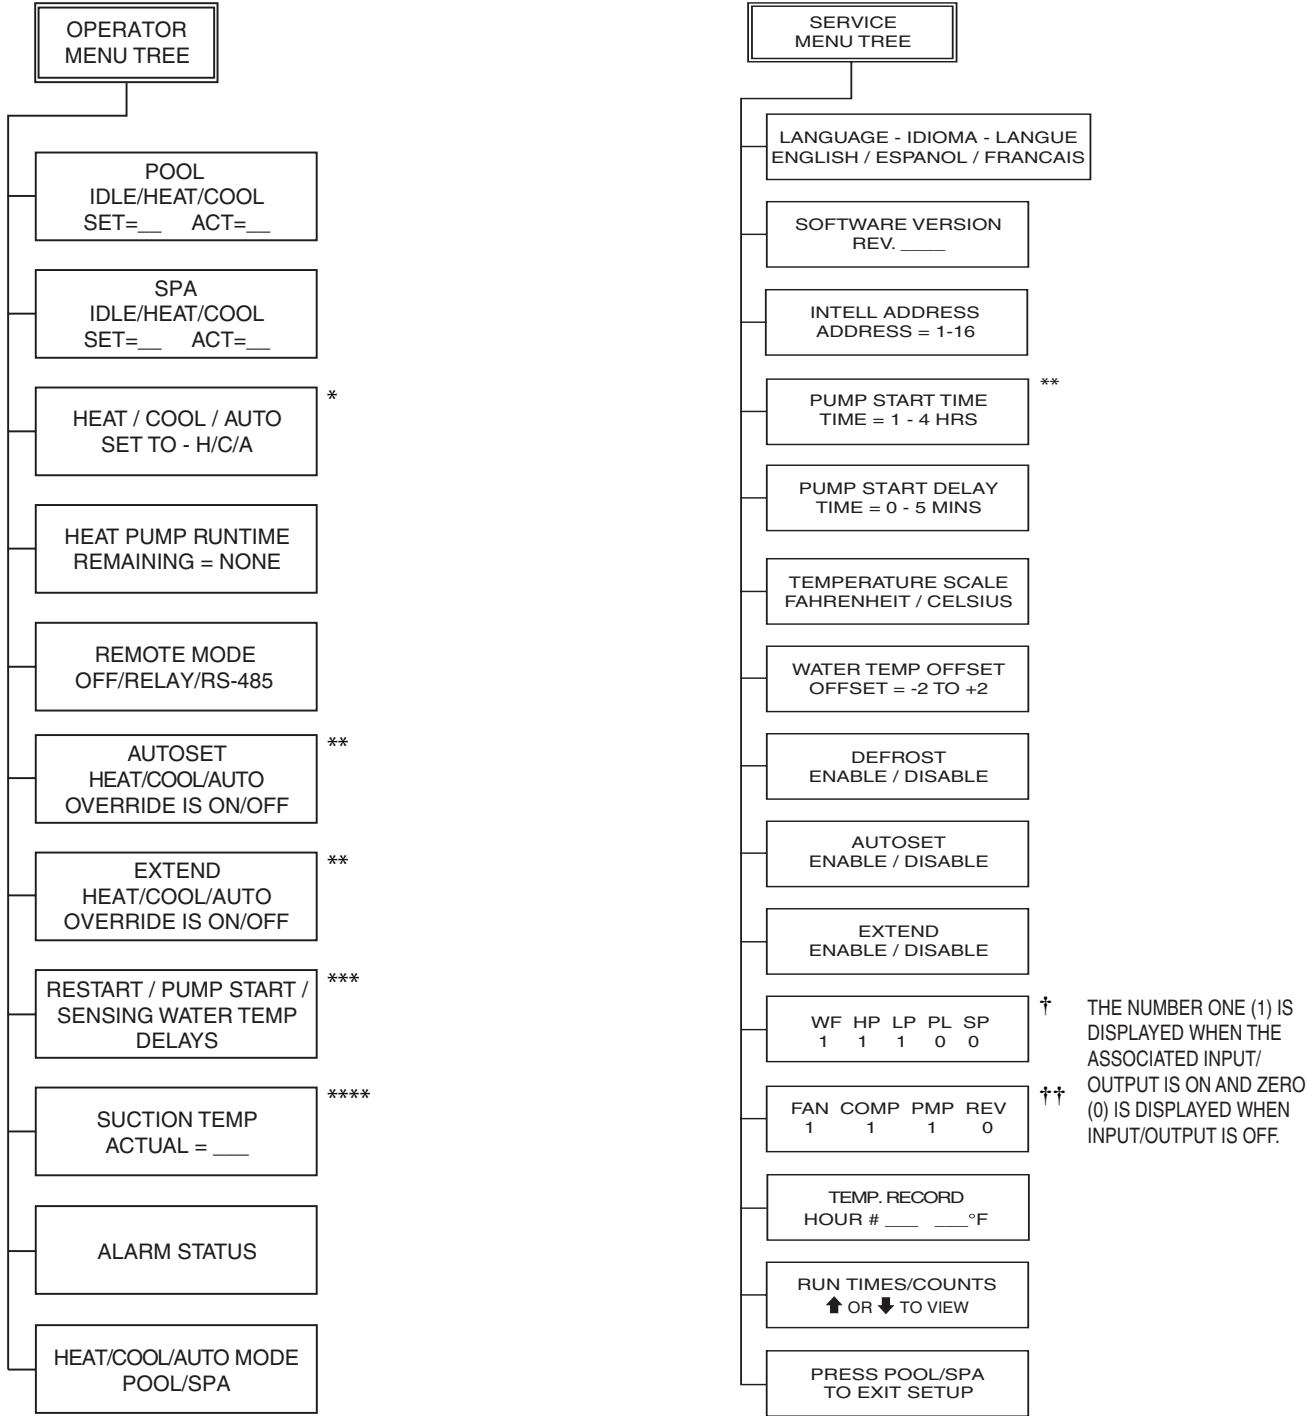 OPERATOR
MENU TREE
POOL
IDLE/HEAT/COOL
SET=__ ACT=__
SPA
IDLE/HEAT/COOL
SET=__ ACT=__
*
HEAT / COOL / AUTO
SET TO - H/C/A
HEAT PUMP RUNTIME
REMAINING = NONE
REMOTE MODE
OFF/RELAY/RS-485
**
AUTOSET
HEAT/COOL/AUTO
OVERRIDE IS ON/OFF
**
EXTEND
HEAT/COOL/AUTO
OVERRIDE IS ON/OFF
***
RESTART / PUMP START /
SENSING WATER TEMP
DELAYS
****
SUCTION TEMP
ACTUAL = ___
ALARM STATUS
HEAT/COOL/AUTO MODE
POOL/SPA
SERVICE
MENU TREE
LANGUAGE - IDIOMA - LANGUE
ENGLISH / ESPANOL / FRANCAIS
SOFTWARE VERSION
REV. ____
INTELL ADDRESS
ADDRESS = 1-16
**
PUMP START TIME
TIME = 1 - 4 HRS
PUMP START DELAY
TIME = 0 - 5 MINS
TEMPERATURE SCALE
FAHRENHEIT / CELSIUS
WATER TEMP OFFSET
OFFSET = -2 TO +2
DEFROST
ENABLE / DISABLE
AUTOSET
ENABLE / DISABLE
EXTEND
ENABLE / DISABLE
†
WF HP LP PL SP
1 1 1 0 0
††
FAN COMP PMP REV
1 1 1 0
THE NUMBER ONE (1) IS
DISPLAYED WHEN THE
ASSOCIATED INPUT/
OUTPUT IS ON AND ZERO
(0) IS DISPLAYED WHEN
INPUT/OUTPUT IS OFF.
TEMP. RECORD
HOUR # ___ ___°F
RUN TIMES/COUNTS
⬆ OR ⬇ TO VIEW
PRESS POOL/SPA
TO EXIT SETUP